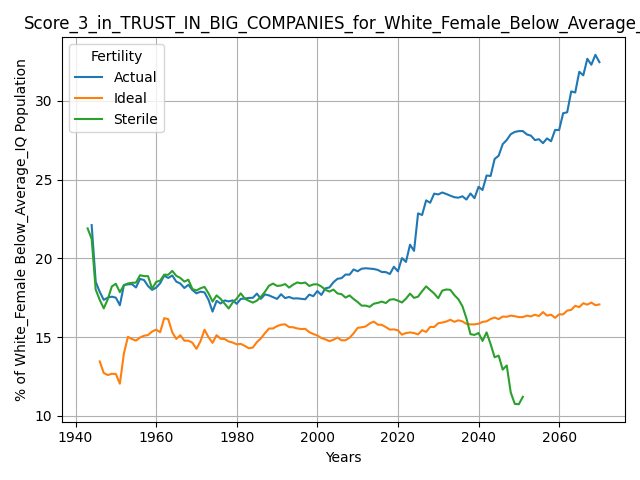 Score_3_in_TRUST_IN_BIG_COMPANIES_for_White_Female_Below_Average_
Fertility
Actual
Ideal
Sterile
% of White_Female Below_Average_IQ Population
30
25
20
15
10
1940
1960
1980
2000
2020
2040
2060
Years